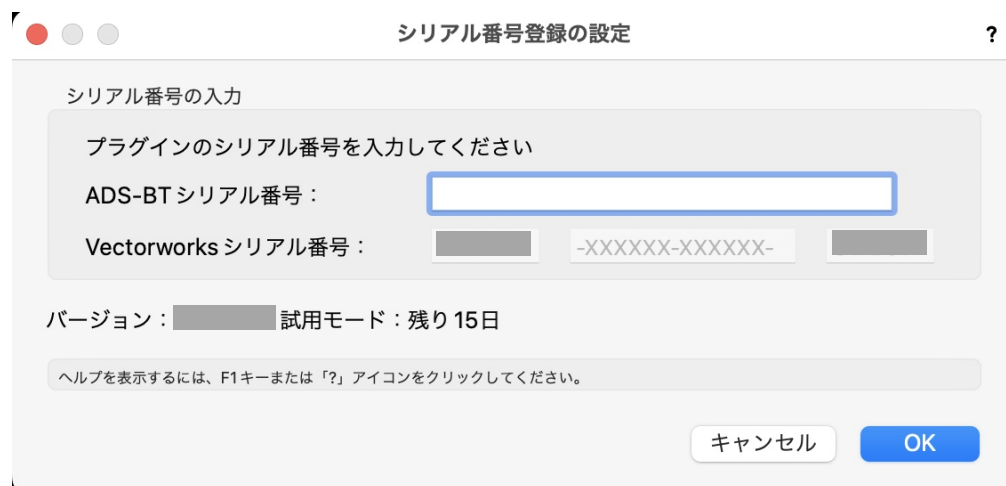 シリアル番号登録の設定
?
シリアル番号の入力
プラグインのシリアル番号を入力してください
ADS-BTシリアル番号：
Vectorworksシリアル番号： -XXXXXX-XXXXXX-
バージョン： 試用モード：残り15日
ヘルプを表示するには、F1キーまたは「?」アイコンをクリックしてください。
キャンセル OK